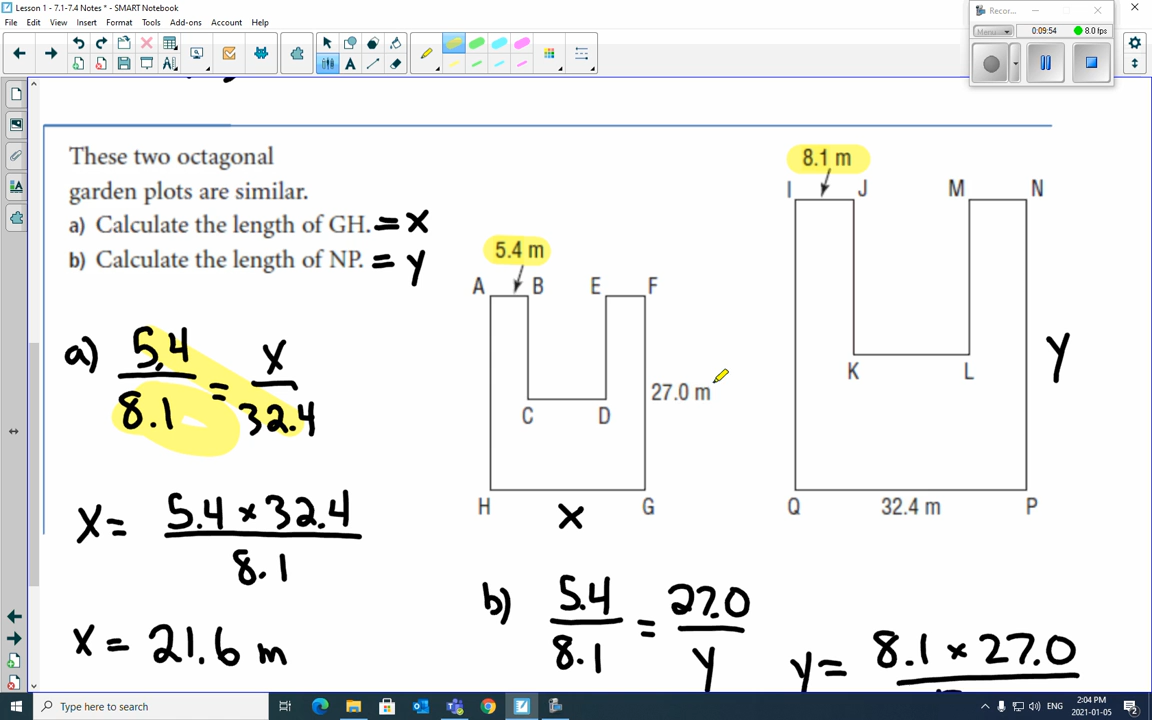 Lesson 1 - 7.1-7.4 Notes * - SMART Notebook
File Edit View Insert Format Tools Add-ons Account Help
Recor...
Menu
0:09:54 8.0 fps
These two octagonal
garden plots are similar.
a) Calculate the length of GH. = x
b) Calculate the length of NP. = y
5.4 m
A B E F
27.0 m
C D
H G
x
8.1 m
I J M N
K L
y
Q 32.4 m P
a) 5.4/8.1 = x/32.4
x = 5.4 × 32.4 / 8.1
x = 21.6 m
b) 5.4/8.1 = 27.0/y
y = 8.1 × 27.0
Type here to search
2:04 PM
2021-01-05
2